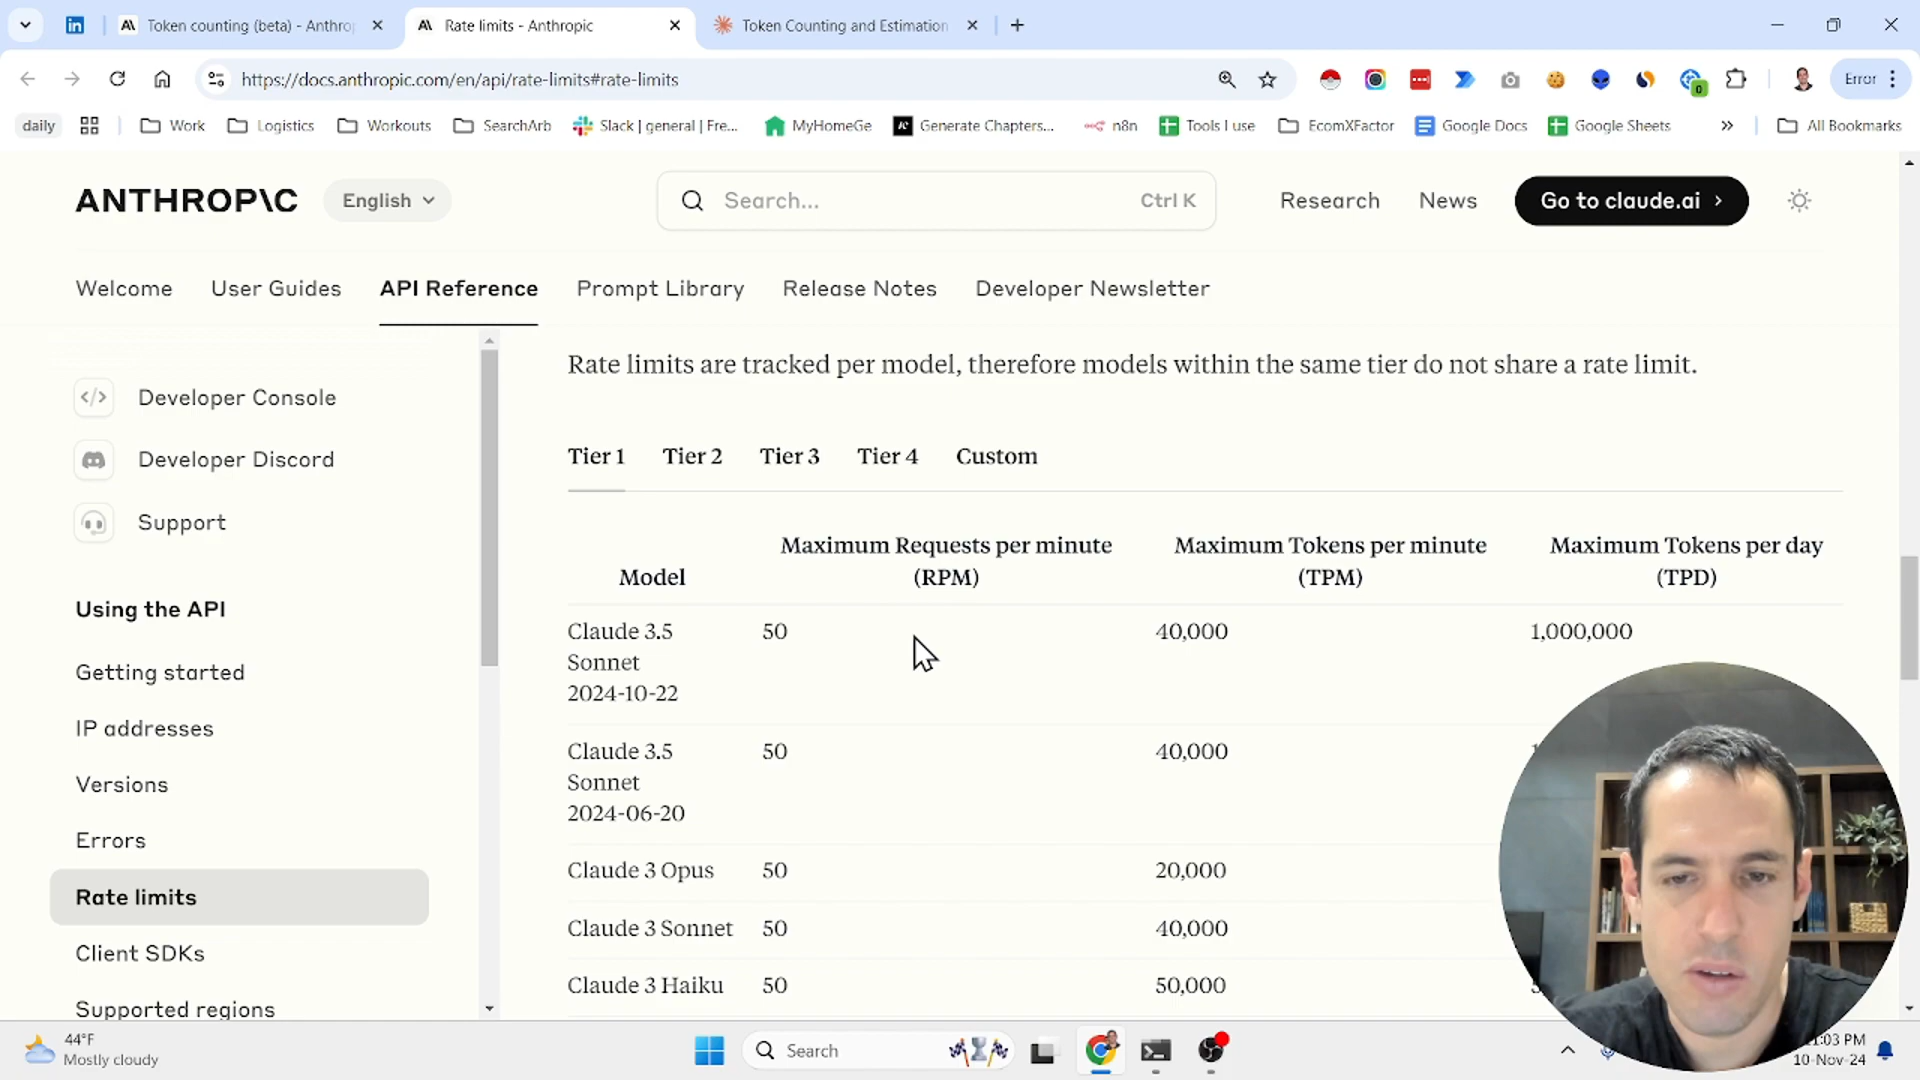 Token counting (beta) - Anthro
Rate limits - Anthropic
Token Counting and Estimation
https://docs.anthropic.com/en/api/rate-limits#rate-limits
0
Error
daily
Work
Logistics
Workouts
SearchArb
Slack | general | Fre...
MyHomeGe
Generate Chapters...
n8n
Tools I use
EcomXFactor
Google Docs
Google Sheets
All Bookmarks
ANTHROP\C
English
Search...
Ctrl K
Research
News
Go to claude.ai
Welcome
User Guides
API Reference
Prompt Library
Release Notes
Developer Newsletter
Developer Console
Developer Discord
Support
Using the API
Getting started
IP addresses
Versions
Errors
Rate limits
Client SDKs
Supported regions
Rate limits are tracked per model, therefore models within the same tier do not share a rate limit.
Tier 1 Tier 2 Tier 3 Tier 4 Custom
Model
Maximum Requests per minute
(RPM)
Maximum Tokens per minute
(TPM)
Maximum Tokens per day
(TPD)
Claude 3.5
Sonnet
2024-10-22
50
40,000
1,000,000
Claude 3.5
Sonnet
2024-06-20
50
40,000
Claude 3 Opus
50
20,000
Claude 3 Sonnet
50
40,000
Claude 3 Haiku
50
50,000
44°F
Mostly cloudy
Search
:03 PM
10-Nov-24